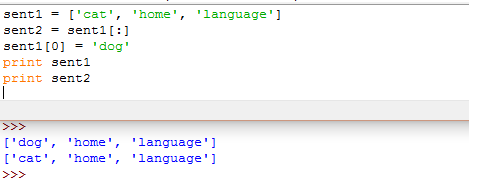 sent1 = ['cat', 'home', 'language']
sent2 = sent1[:]
sent1[0] = 'dog'
print sent1
print sent2
>>>
['dog', 'home', 'language']
['cat', 'home', 'language']
>>>